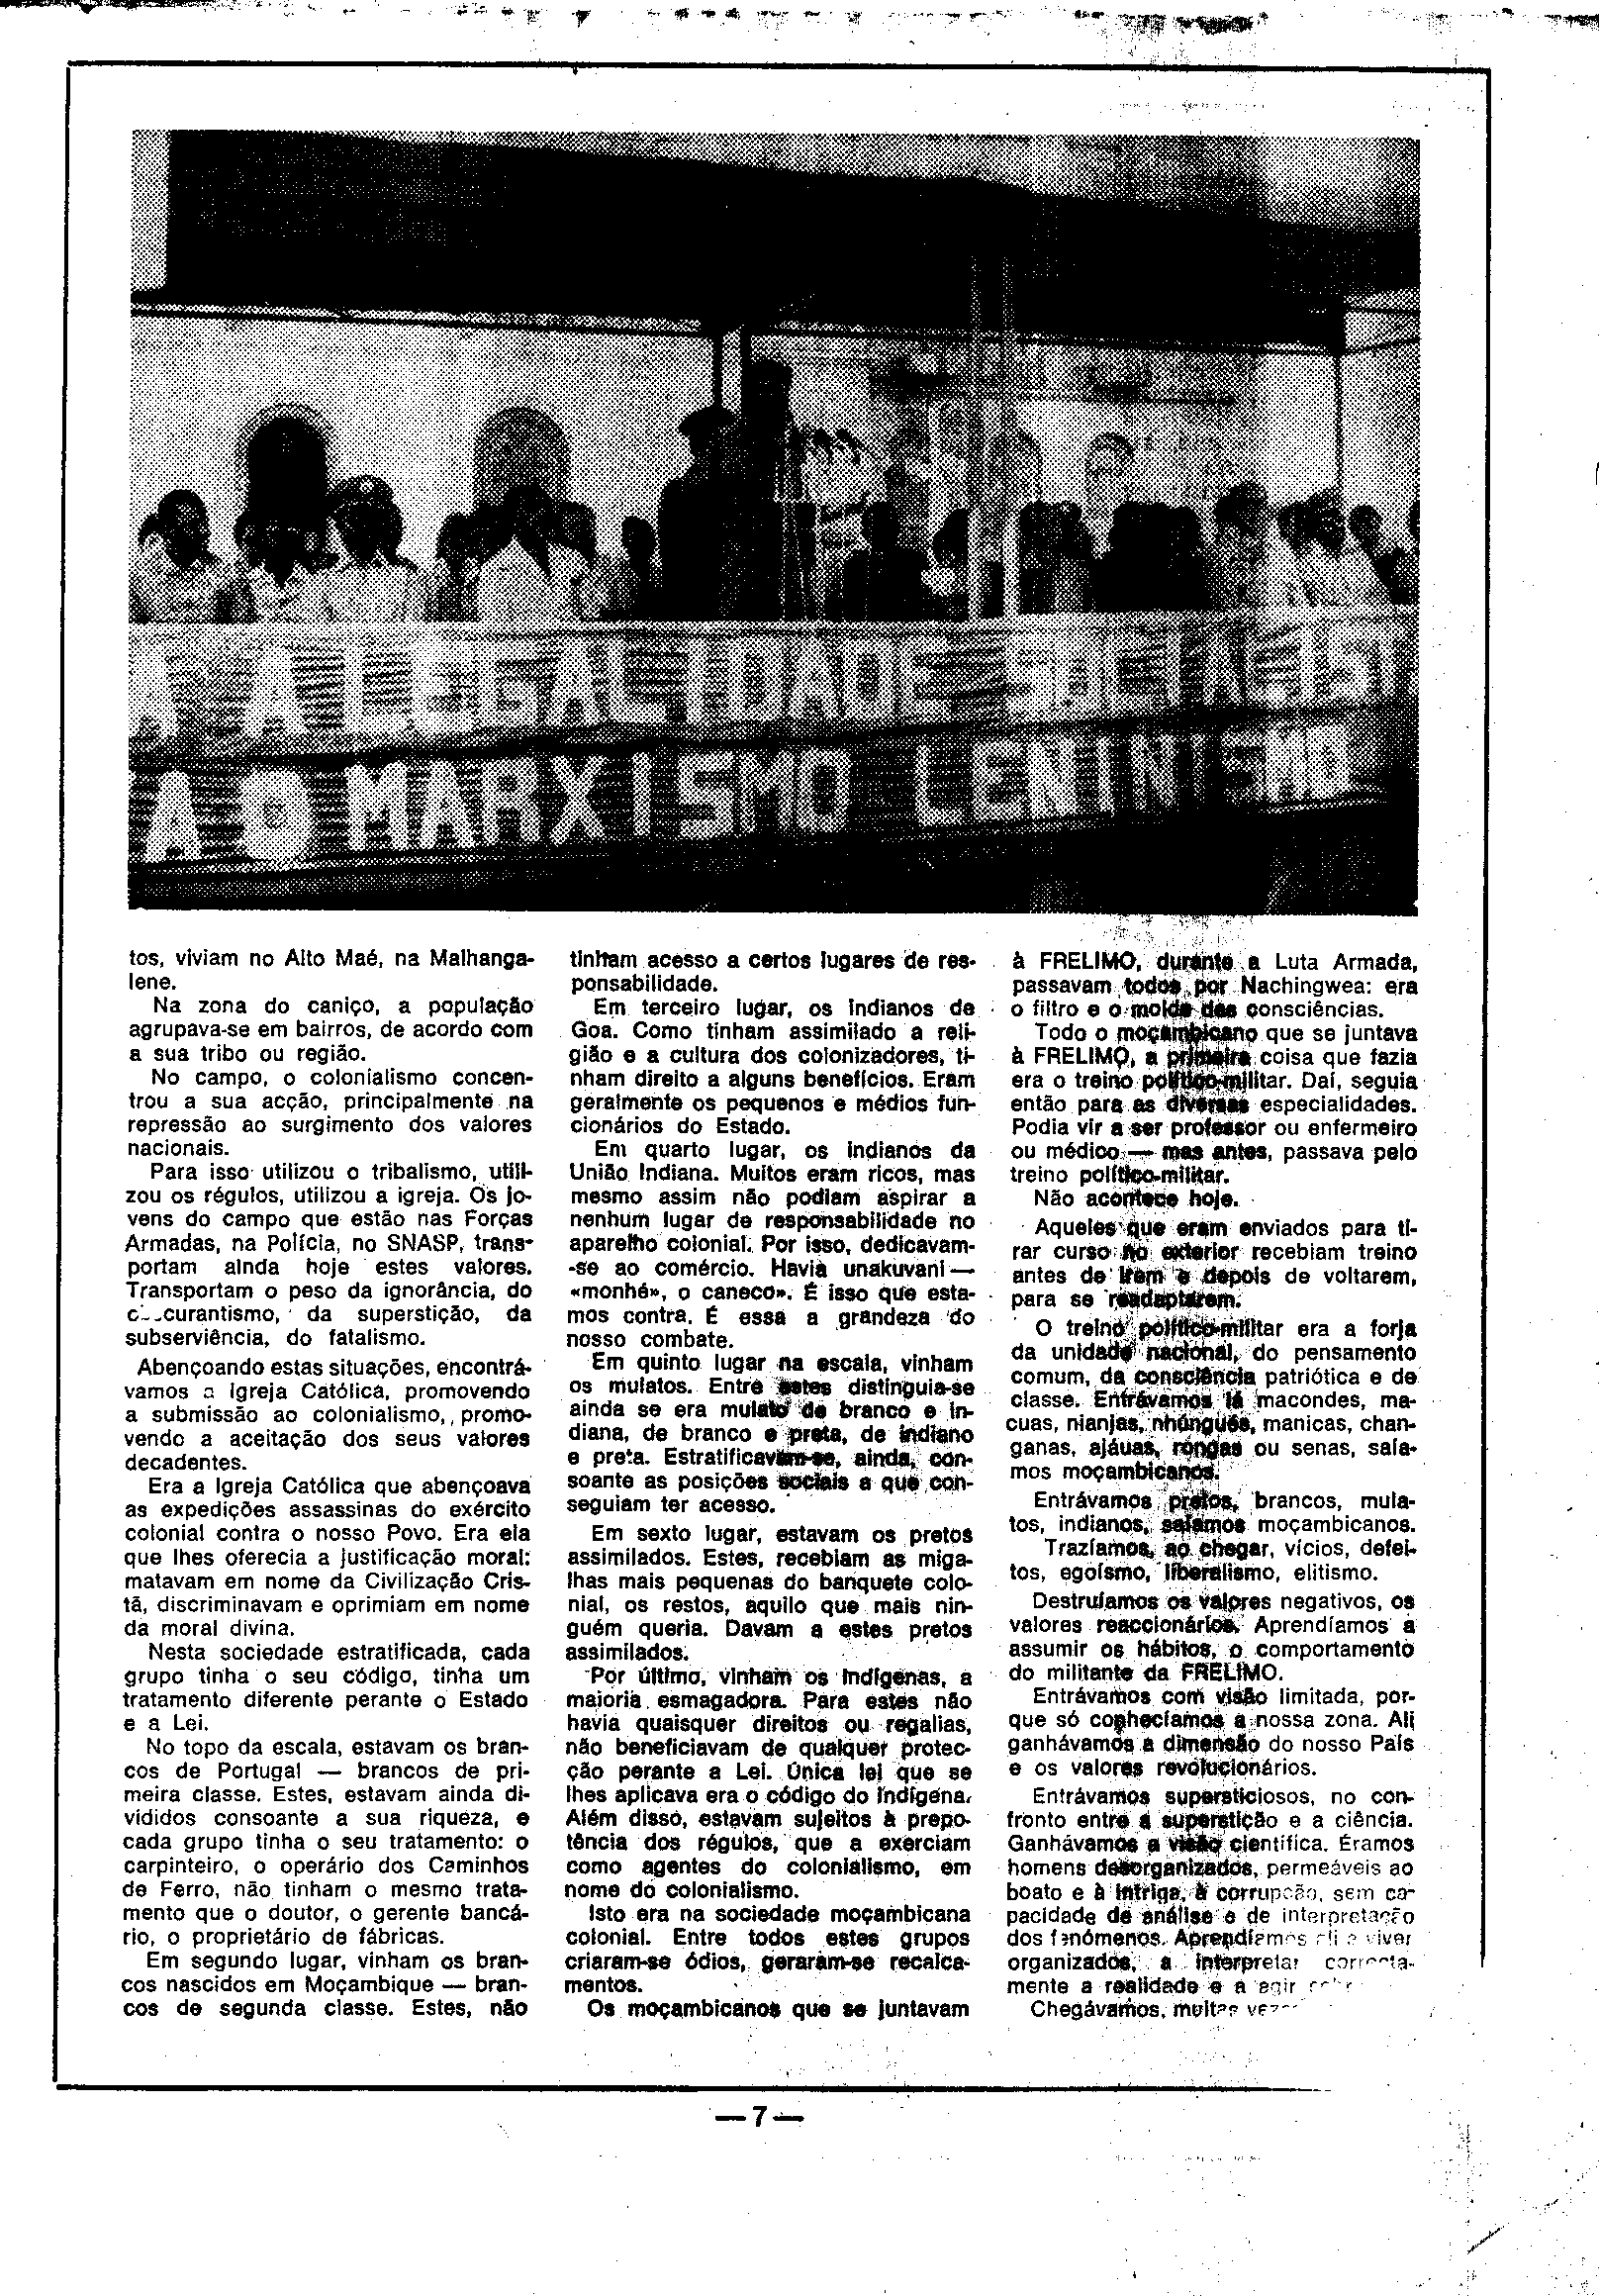 A LEGALIDADE SOCIALIST
AO MARXISMO LENINISMO
tos, viviam no Alto Maé, na Malhanga-
lene.
Na zona do caniço, a população
agrupava-se em bairros, de acordo com
a sua tribo ou região.
No campo, o colonialismo concen-
trou a sua acção, principalmente na
repressão ao surgimento dos valores
nacionais.
Para isso utilizou o tribalismo, utili-
zou os régulos, utilizou a igreja. Os jo-
vens do campo que estão nas Forças
Armadas, na Polícia, no SNASP, trans-
portam ainda hoje estes valores.
Transportam o peso da ignorância, do
curantismo, da superstição, da
subserviência, do fatalismo.
Abençoando estas situações, encontrá-
vamos a Igreja Católica, promovendo
a submissão ao colonialismo, promo-
vendo a aceitação dos seus valores
decadentes.
Era a Igreja Católica que abençoava
as expedições assassinas do exército
colonial contra o nosso Povo. Era ela
que lhes oferecia a justificação moral:
matavam em nome da Civilização Cris-
tã, discriminavam e oprimiam em nome
da moral divina.
Nesta sociedade estratificada, cada
grupo tinha o seu código, tinha um
tratamento diferente perante o Estado
e a Lei.
No topo da escala, estavam os bran-
cos de Portugal — brancos de pri-
meira classe. Estes, estavam ainda di-
vididos consoante a sua riqueza, e
cada grupo tinha o seu tratamento: o
carpinteiro, o operário dos Caminhos
de Ferro, não tinham o mesmo trata-
mento que o doutor, o gerente bancá-
rio, o proprietário de fábricas.
Em segundo lugar, vinham os bran-
cos nascidos em Moçambique — bran-
cos de segunda classe. Estes, não
tinham acesso a certos lugares de res-
ponsabilidade.
Em terceiro lugar, os indianos de
Goa. Como tinham assimilado a reli-
gião e a cultura dos colonizadores, ti-
nham direito a alguns benefícios. Eram
geralmente os pequenos e médios fun-
cionários do Estado.
Em quarto lugar, os indianos da
União Indiana. Muitos eram ricos, mas
mesmo assim não podiam aspirar a
nenhum lugar de responsabilidade no
aparelho colonial. Por isso, dedicavam-
-se ao comércio. Havia unakuvani —
«monhé», o caneco». É isso que esta-
mos contra. É essa a grandeza do
nosso combate.
Em quinto lugar na escala, vinham
os mulatos. Entre estes distinguia-se
ainda se era mulato de branco e in-
diana, de branco e preta, de indiano
e preta. Estratificavam-se, ainda, con-
soante as posições sociais a que con-
seguiam ter acesso.
Em sexto lugar, estavam os pretos
assimilados. Estes, recebiam as miga-
lhas mais pequenas do banquete colo-
nial, os restos, aquilo que mais nin-
guém queria. Davam a estes pretos
assimilados.
Por último, vinham os indígenas, a
maioria esmagadora. Para estes não
havia quaisquer direitos ou regalias,
não beneficiavam de qualquer protec-
ção perante a Lei. Única lei que se
lhes aplicava era o código do indígena.
Além disso, estavam sujeitos à prepo-
tência dos régulos, que a exerciam
como agentes do colonialismo, em
nome do colonialismo.
Isto era na sociedade moçambicana
colonial. Entre todos estes grupos
criaram-se ódios, geraram-se recalca-
mentos.
Os moçambicanos que se juntavam
à FRELIMO, durante a Luta Armada,
passavam todos por Nachingwea: era
o filtro e o molde das consciências.
Todo o moçambicano que se juntava
à FRELIMO, a primeira coisa que fazia
era o treino político-militar. Daí, seguia
então para as diversas especialidades.
Podia vir a ser professor ou enfermeiro
ou médico — mas antes, passava pelo
treino político-militar.
Não acontece hoje.
Aqueles que eram enviados para ti-
rar curso no exterior recebiam treino
antes de irem e depois de voltarem,
para se readaptarem.
O treino político-militar era a forja
da unidade nacional, do pensamento
comum, da consciência patriótica e de
classe. Entrávamos lá macondes, ma-
cuas, nianjas, nhúngués, manicas, chan-
ganas, ajáuas, rongas ou senas, saía-
mos moçambicanos.
Entrávamos pretos, brancos, mula-
tos, indianos, saíamos moçambicanos.
Trazíamos, ao chegar, vícios, defei-
tos, egoísmo, liberalismo, elitismo.
Destruíamos os valores negativos, os
valores reaccionários. Aprendíamos a
assumir os hábitos, o comportamento
do militante da FRELIMO.
Entrávamos com visão limitada, por-
que só conhecíamos a nossa zona. Ali
ganhávamos a dimensão do nosso País
e os valores revolucionários.
Entrávamos supersticiosos, no con-
fronto entre a superstição e a ciência.
Ganhávamos a visão científica. Éramos
homens desorganizados, permeáveis ao
boato e à intriga, à corrupção, sem ca-
pacidade de análise e de interpretação
dos fenómenos. Aprendíamos ali a viver
organizados, a interpretar correcta-
mente a realidade e a agir
Chegávamos, muitas
— 7 —